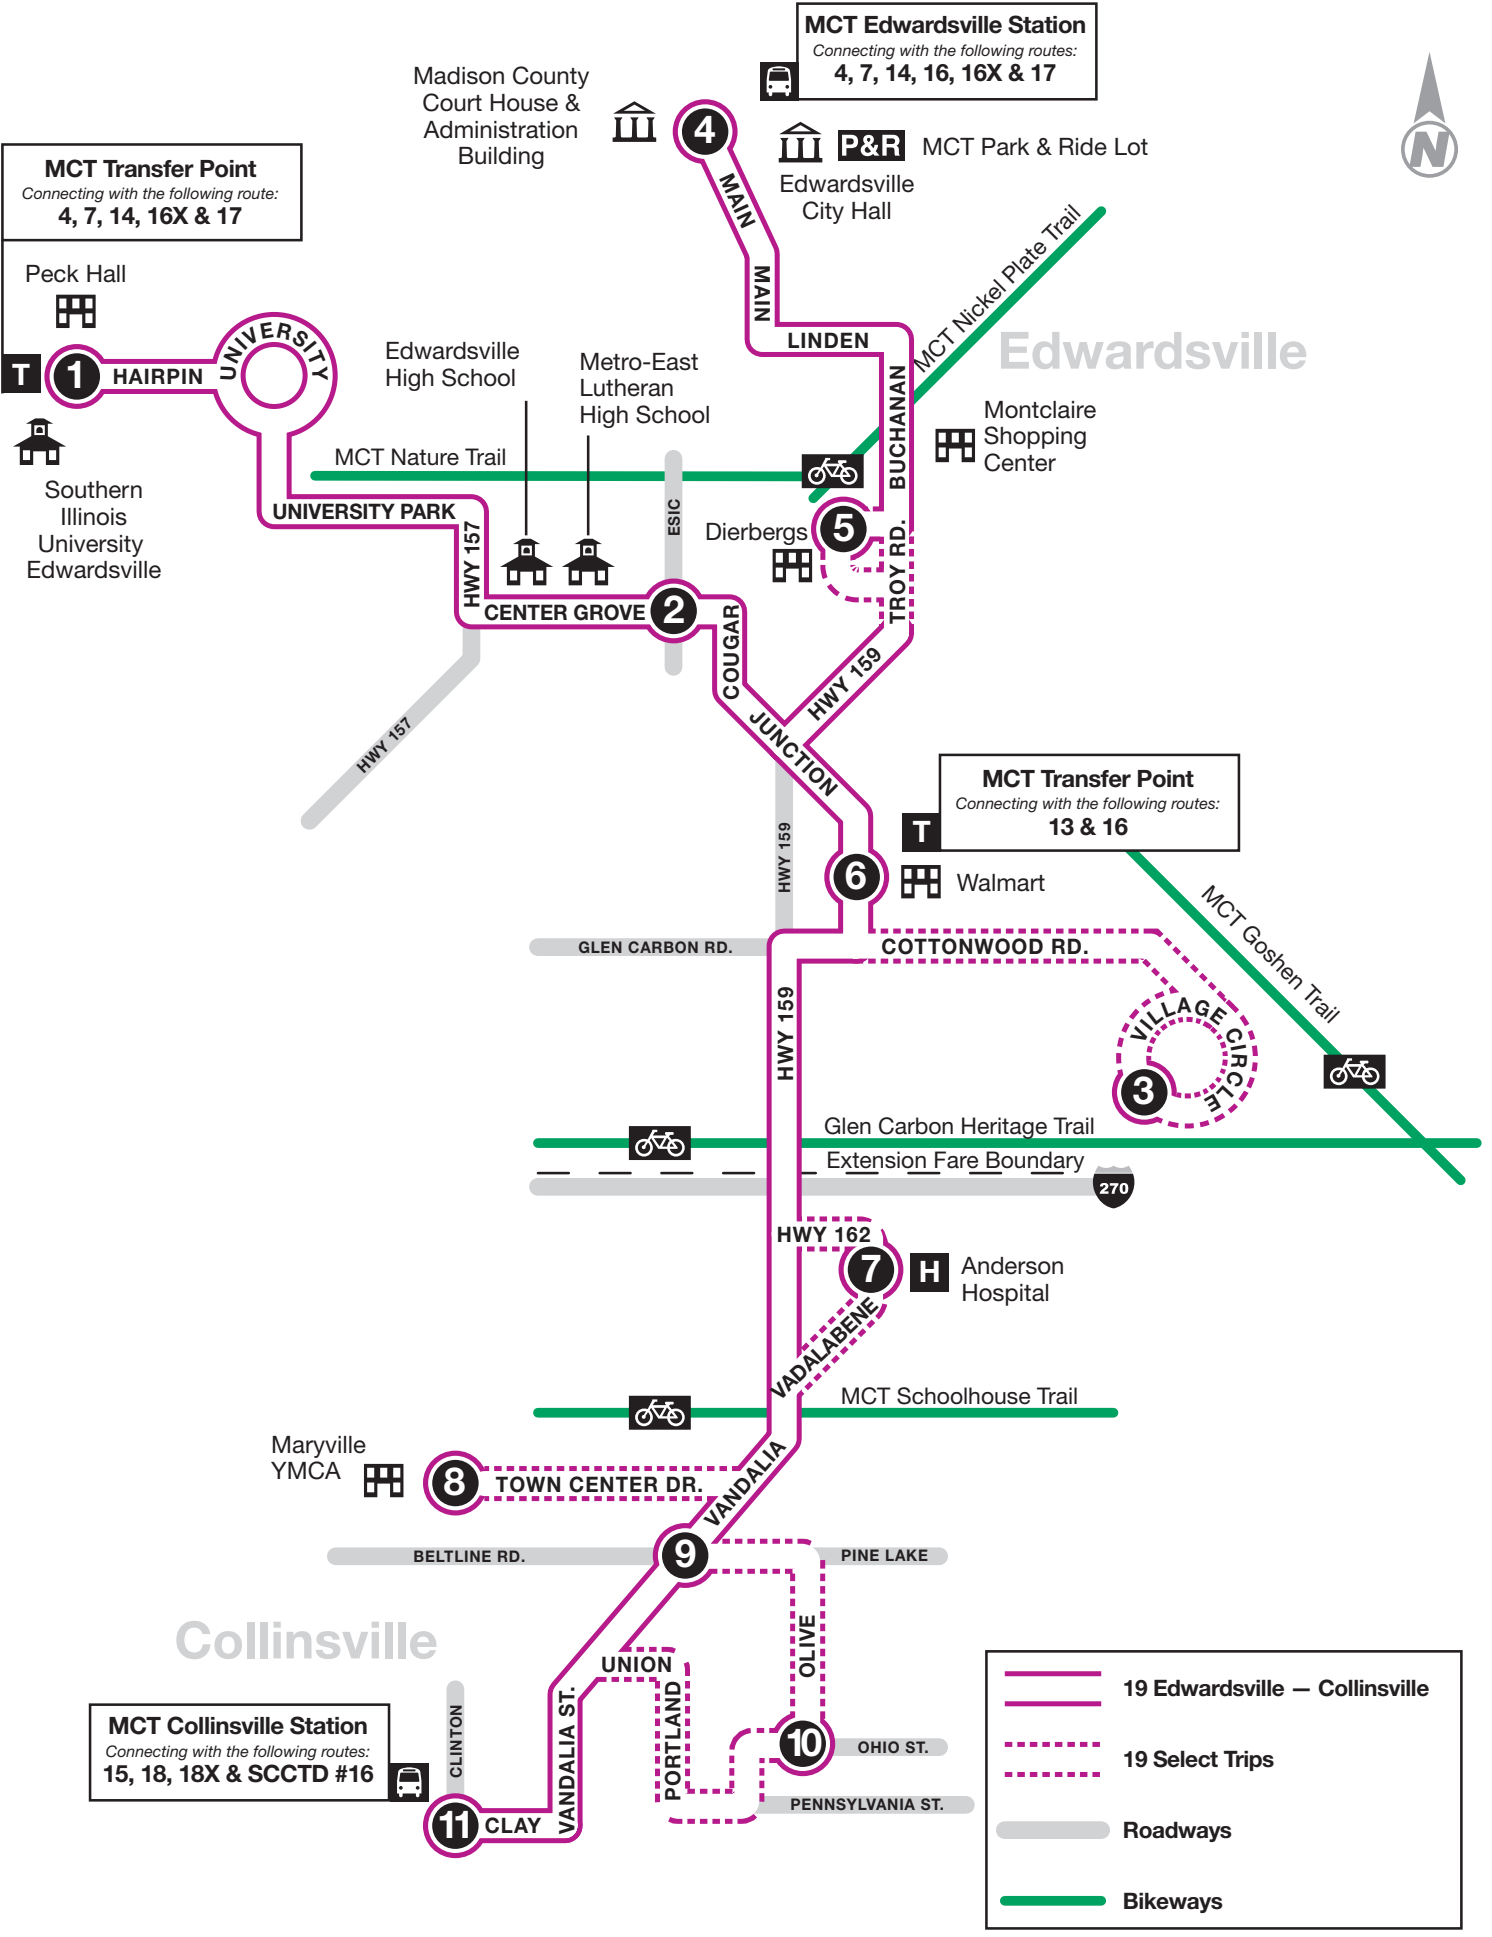 MCT Edwardsville Station
Connecting with the following routes:
4, 7, 14, 16, 16X & 17
Madison County
Court House &
Administration
Building
4
P&R
MCT Park & Ride Lot
Edwardsville
City Hall
N
MCT Transfer Point
Connecting with the following route:
4, 7, 14, 16X & 17
MAIN
MAIN
LINDEN
MCT Nickel Plate Trail
Edwardsville
Peck Hall
T
1
HAIRPIN
UNIVERSITY
Southern
Illinois
University
Edwardsville
Edwardsville
High School
Metro-East
Lutheran
High School
BUCHANAN
Montclaire
Shopping
Center
MCT Nature Trail
UNIVERSITY PARK
HWY 157
ESIC
Dierbergs
5
TROY RD.
CENTER GROVE
2
COUGAR
HWY 159
JUNCTION
HWY 157
MCT Transfer Point
Connecting with the following routes:
13 & 16
T
HWY 159
6
Walmart
MCT Goshen Trail
GLEN CARBON RD.
COTTONWOOD RD.
HWY 159
VILLAGE CIRCLE
3
Glen Carbon Heritage Trail
Extension Fare Boundary
270
HWY 162
7
H
Anderson
Hospital
VADALABENE
MCT Schoolhouse Trail
Maryville
YMCA
8
TOWN CENTER DR.
VANDALIA
BELTLINE RD.
9
PINE LAKE
Collinsville
OLIVE
UNION
PORTLAND
10
OHIO ST.
PENNSYLVANIA ST.
MCT Collinsville Station
Connecting with the following routes:
15, 18, 18X & SCCTD #16
CLINTON
VANDALIA ST.
11
CLAY
19 Edwardsville — Collinsville
19 Select Trips
Roadways
Bikeways